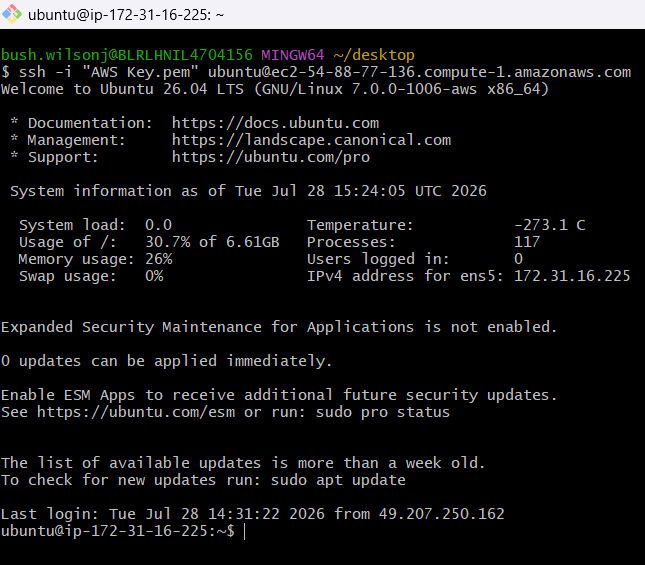 ubuntu@ip-172-31-16-225: ~
bush.wilsonj@BLRLHNIL4704156 MINGW64 ~/desktop
$ ssh -i "AWS Key.pem" ubuntu@ec2-54-88-77-136.compute-1.amazonaws.com
Welcome to Ubuntu 26.04 LTS (GNU/Linux 7.0.0-1006-aws x86_64)
* Documentation:  https://docs.ubuntu.com
* Management:     https://landscape.canonical.com
* Support:        https://ubuntu.com/pro
System information as of Tue Jul 28 15:24:05 UTC 2026
System load:  0.0               Temperature:           -273.1 C
Usage of /:   30.7% of 6.61GB   Processes:             117
Memory usage: 26%               Users logged in:       0
Swap usage:   0%                IPv4 address for ens5: 172.31.16.225
Expanded Security Maintenance for Applications is not enabled.
0 updates can be applied immediately.
Enable ESM Apps to receive additional future security updates.
See https://ubuntu.com/esm or run: sudo pro status
The list of available updates is more than a week old.
To check for new updates run: sudo apt update
Last login: Tue Jul 28 14:31:22 2026 from 49.207.250.162
ubuntu@ip-172-31-16-225:~$